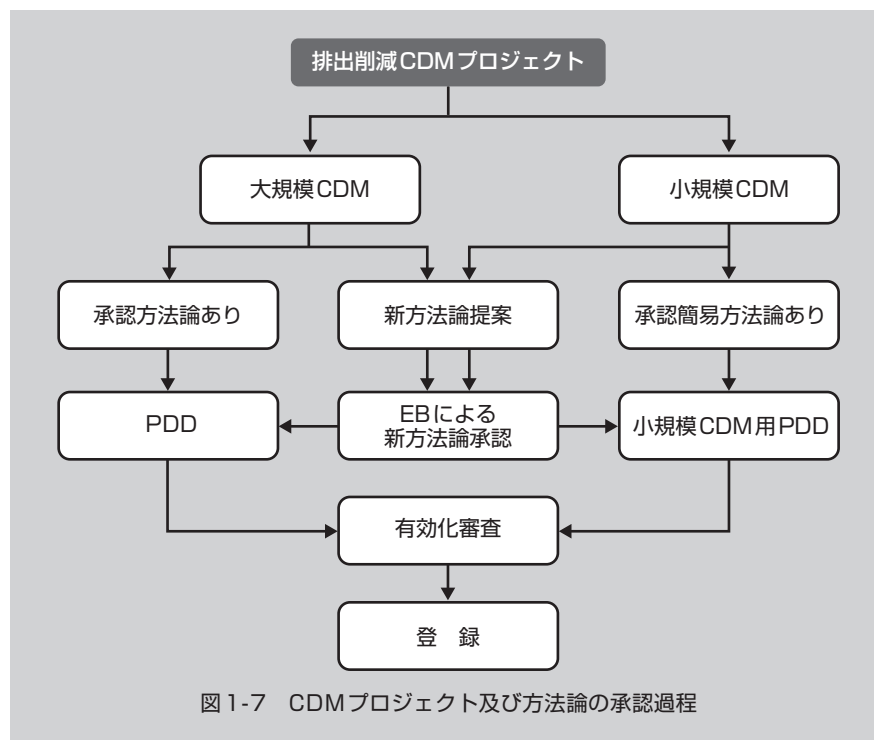 排出削減CDMプロジェクト
大規模CDM
小規模CDM
承認方法論あり
新方法論提案
承認簡易方法論あり
PDD
EBによる
新方法論承認
小規模CDM用PDD
有効化審査
登　録
図1-7　CDMプロジェクト及び方法論の承認過程